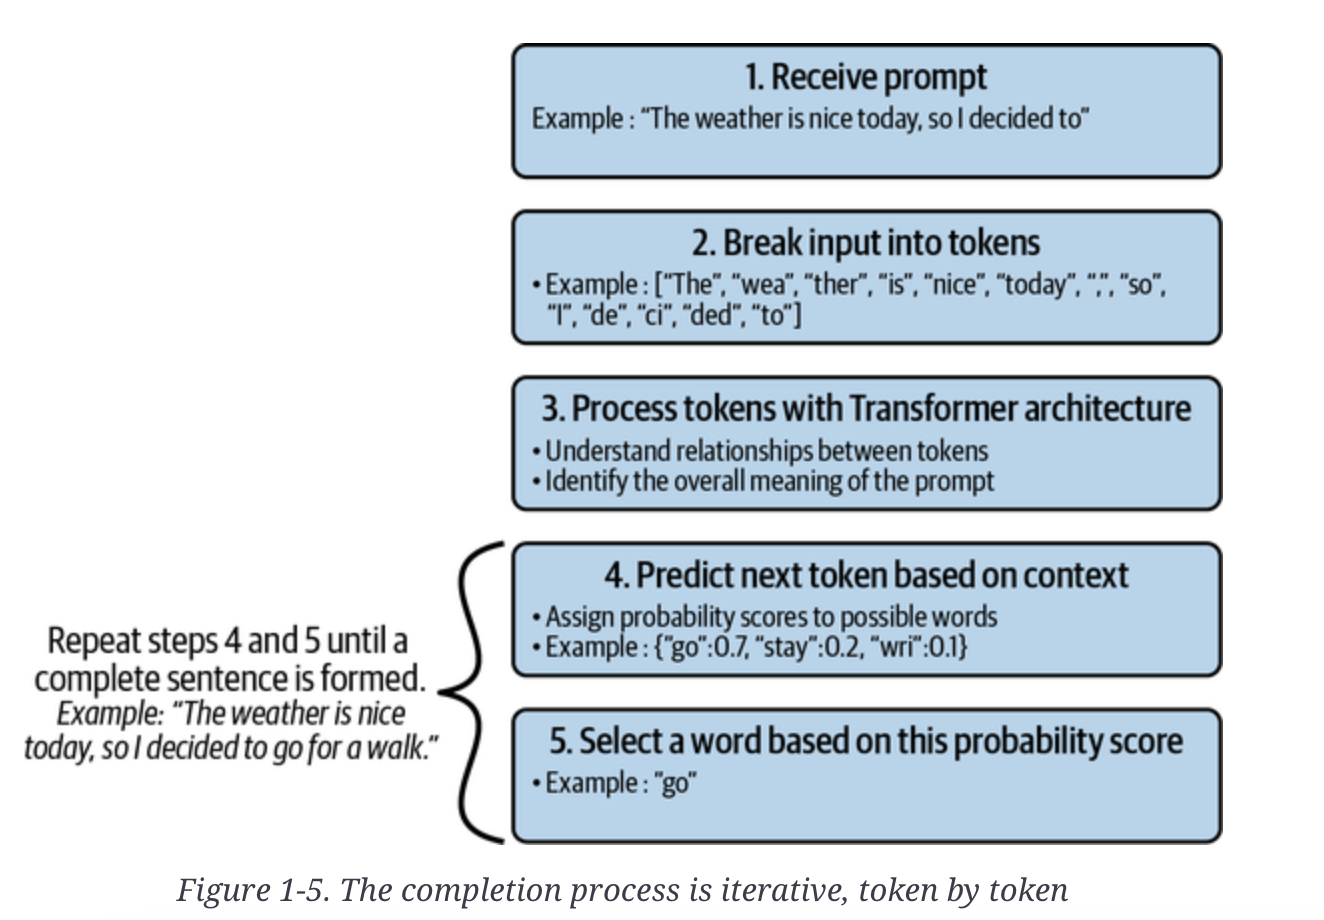 1. Receive prompt
Example : “The weather is nice today, so I decided to”
2. Break input into tokens
• Example : [“The”, “wea”, “ther”, “is”, “nice”, “today”, “,”, “so”,
“I”, “de”, “ci”, “ded”, “to”]
3. Process tokens with Transformer architecture
• Understand relationships between tokens
• Identify the overall meaning of the prompt
4. Predict next token based on context
• Assign probability scores to possible words
• Example : {“go”:0.7, “stay”:0.2, “wri”:0.1}
5. Select a word based on this probability score
• Example : “go”
Repeat steps 4 and 5 until a
complete sentence is formed.
Example: “The weather is nice
today, so I decided to go for a walk.”
Figure 1-5. The completion process is iterative, token by token